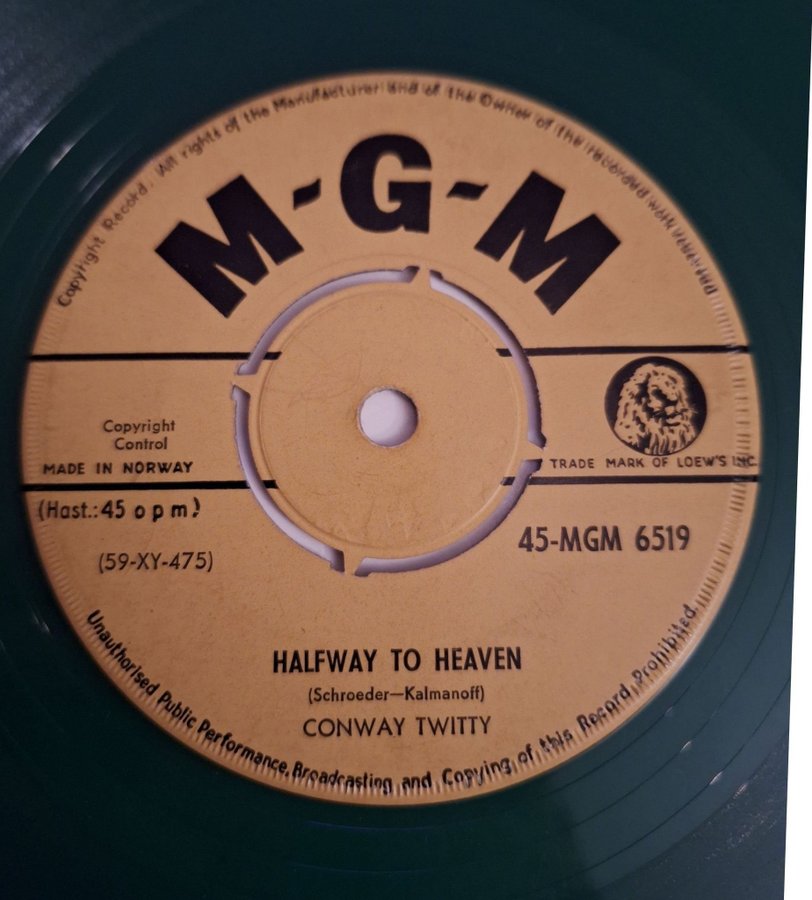 Copyright Record. All rights of the Manufacturer and of the Owner of the recorded work reserved
M-G-M
Copyright
Control
MADE IN NORWAY
TRADE MARK OF LOEW'S INC.
(Hast.: 45 o p m)
(59-XY-475)
45-MGM 6519
HALFWAY TO HEAVEN
(Schroeder—Kalmanoff)
CONWAY TWITTY
Unauthorised Public Performance, Broadcasting and Copying of this Record Prohibited.